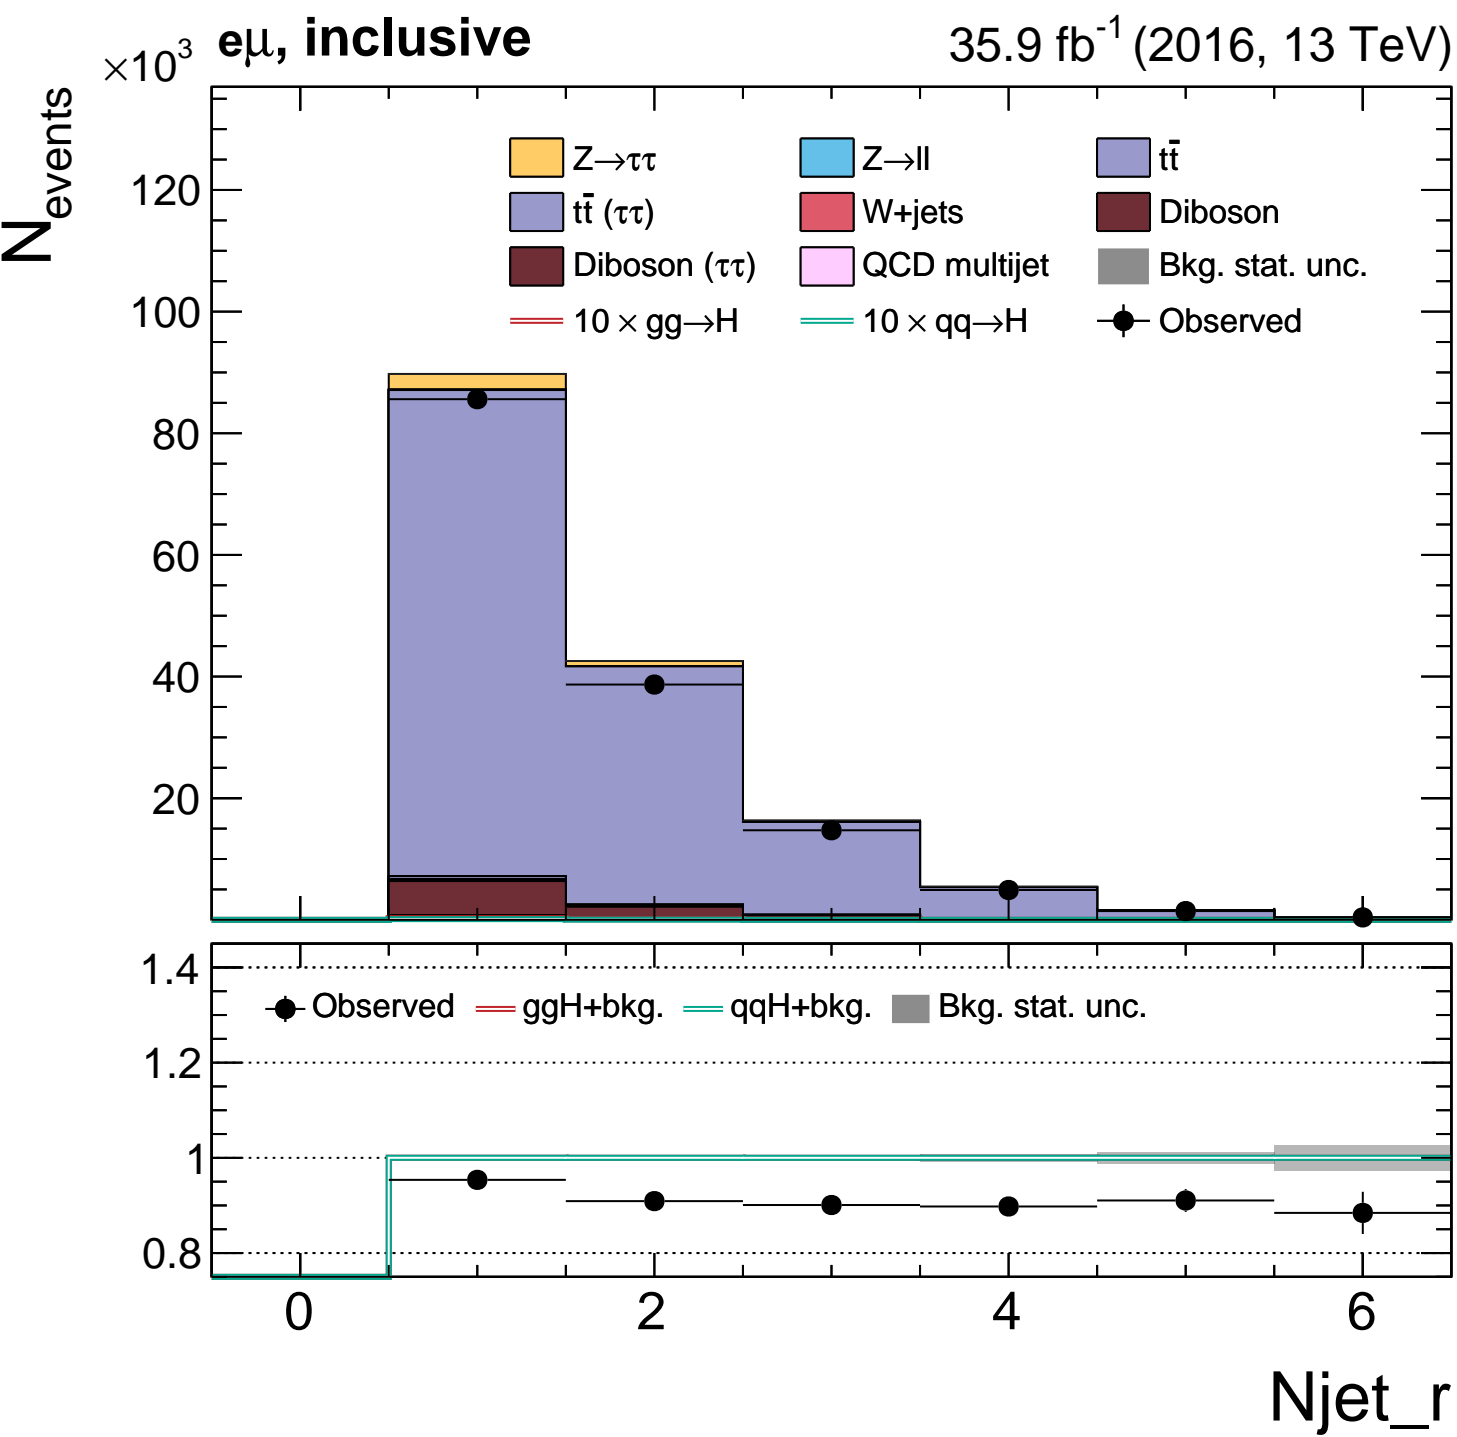 ×10³ eμ, inclusive 35.9 fb⁻¹ (2016, 13 TeV)
N_events
120
100
80
60
40
20
Z→ττ Z→ll tt̄
tt̄ (ττ) W+jets Diboson
Diboson (ττ) QCD multijet Bkg. stat. unc.
10 × gg→H 10 × qq→H Observed
1.4
1.2
1
0.8
Observed ggH+bkg. qqH+bkg. Bkg. stat. unc.
0 2 4 6
Njet_r